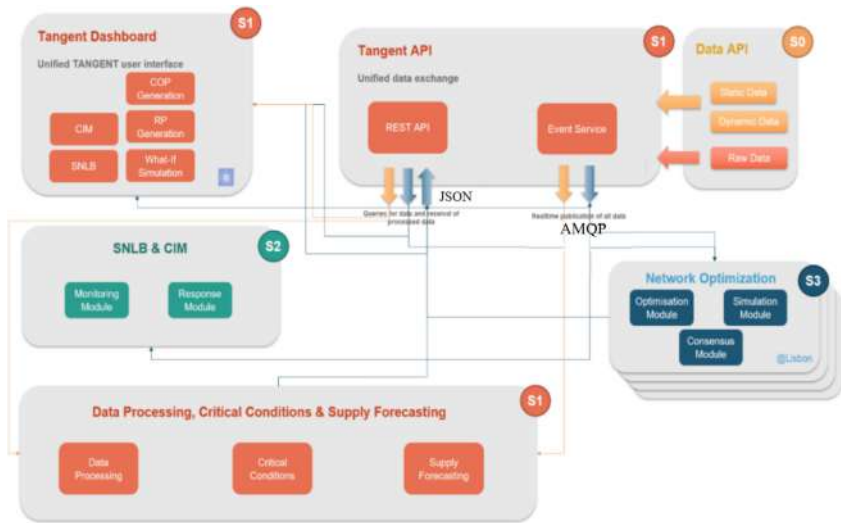 Tangent Dashboard
S1
Unified TANGENT user interface
COP
Generation
CIM
RP
Generation
SNLB
What-if
Simulation
Tangent API
S1
Unified data exchange
REST API
Event Service
Data API
S0
Static Data
Dynamic Data
Raw Data
JSON
Queries for data and retrieval of
processed data
Realtime publication of all data
AMQP
SNLB & CIM
S2
Monitoring
Module
Response
Module
Network Optimization
S3
Optimisation
Module
Simulation
Module
Consensus
Module
@Lisbon
Data Processing, Critical Conditions & Supply Forecasting
S1
Data
Processing
Critical
Conditions
Supply
Forecasting